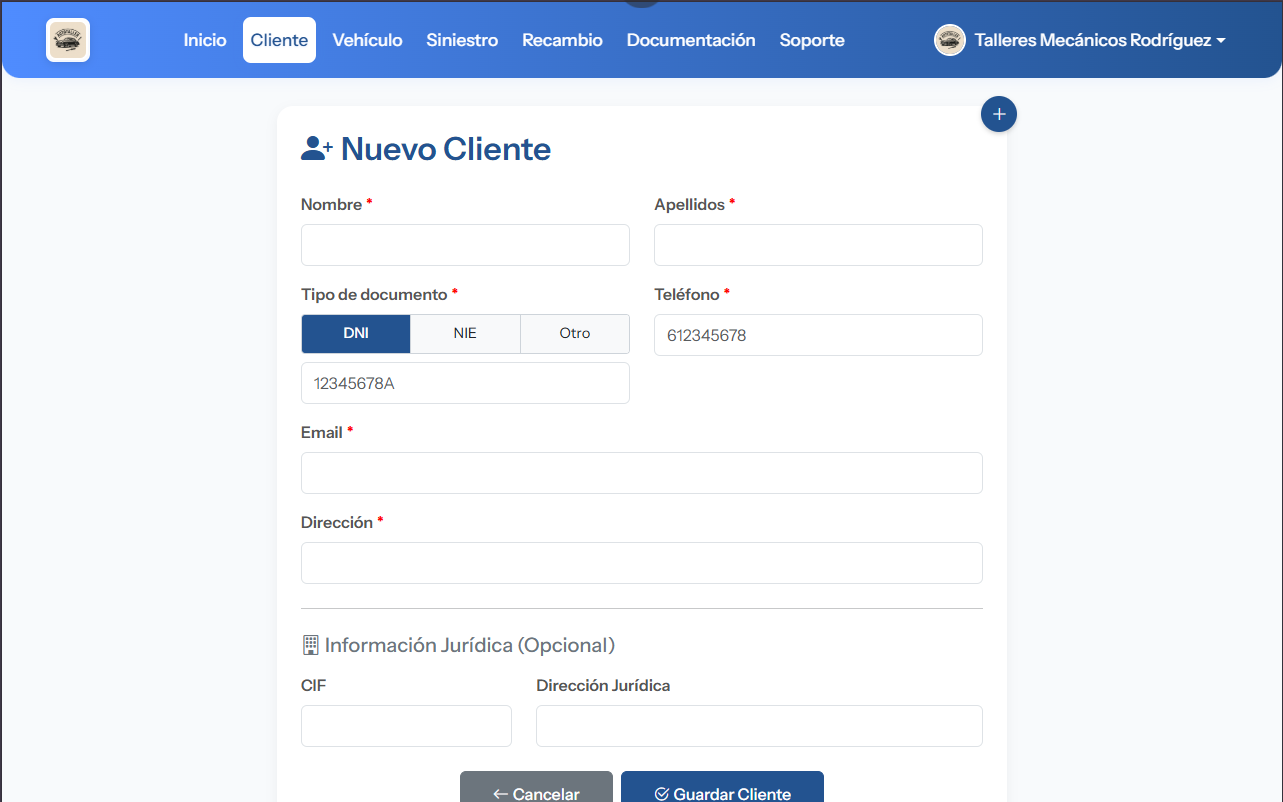 Inicio Cliente Vehículo Siniestro Recambio Documentación Soporte Talleres Mecánicos Rodríguez
+
Nuevo Cliente
Nombre * Apellidos *
Tipo de documento * Teléfono *
DNI NIE Otro 612345678
12345678A
Email *
Dirección *
Información Jurídica (Opcional)
CIF Dirección Jurídica
← Cancelar Guardar Cliente